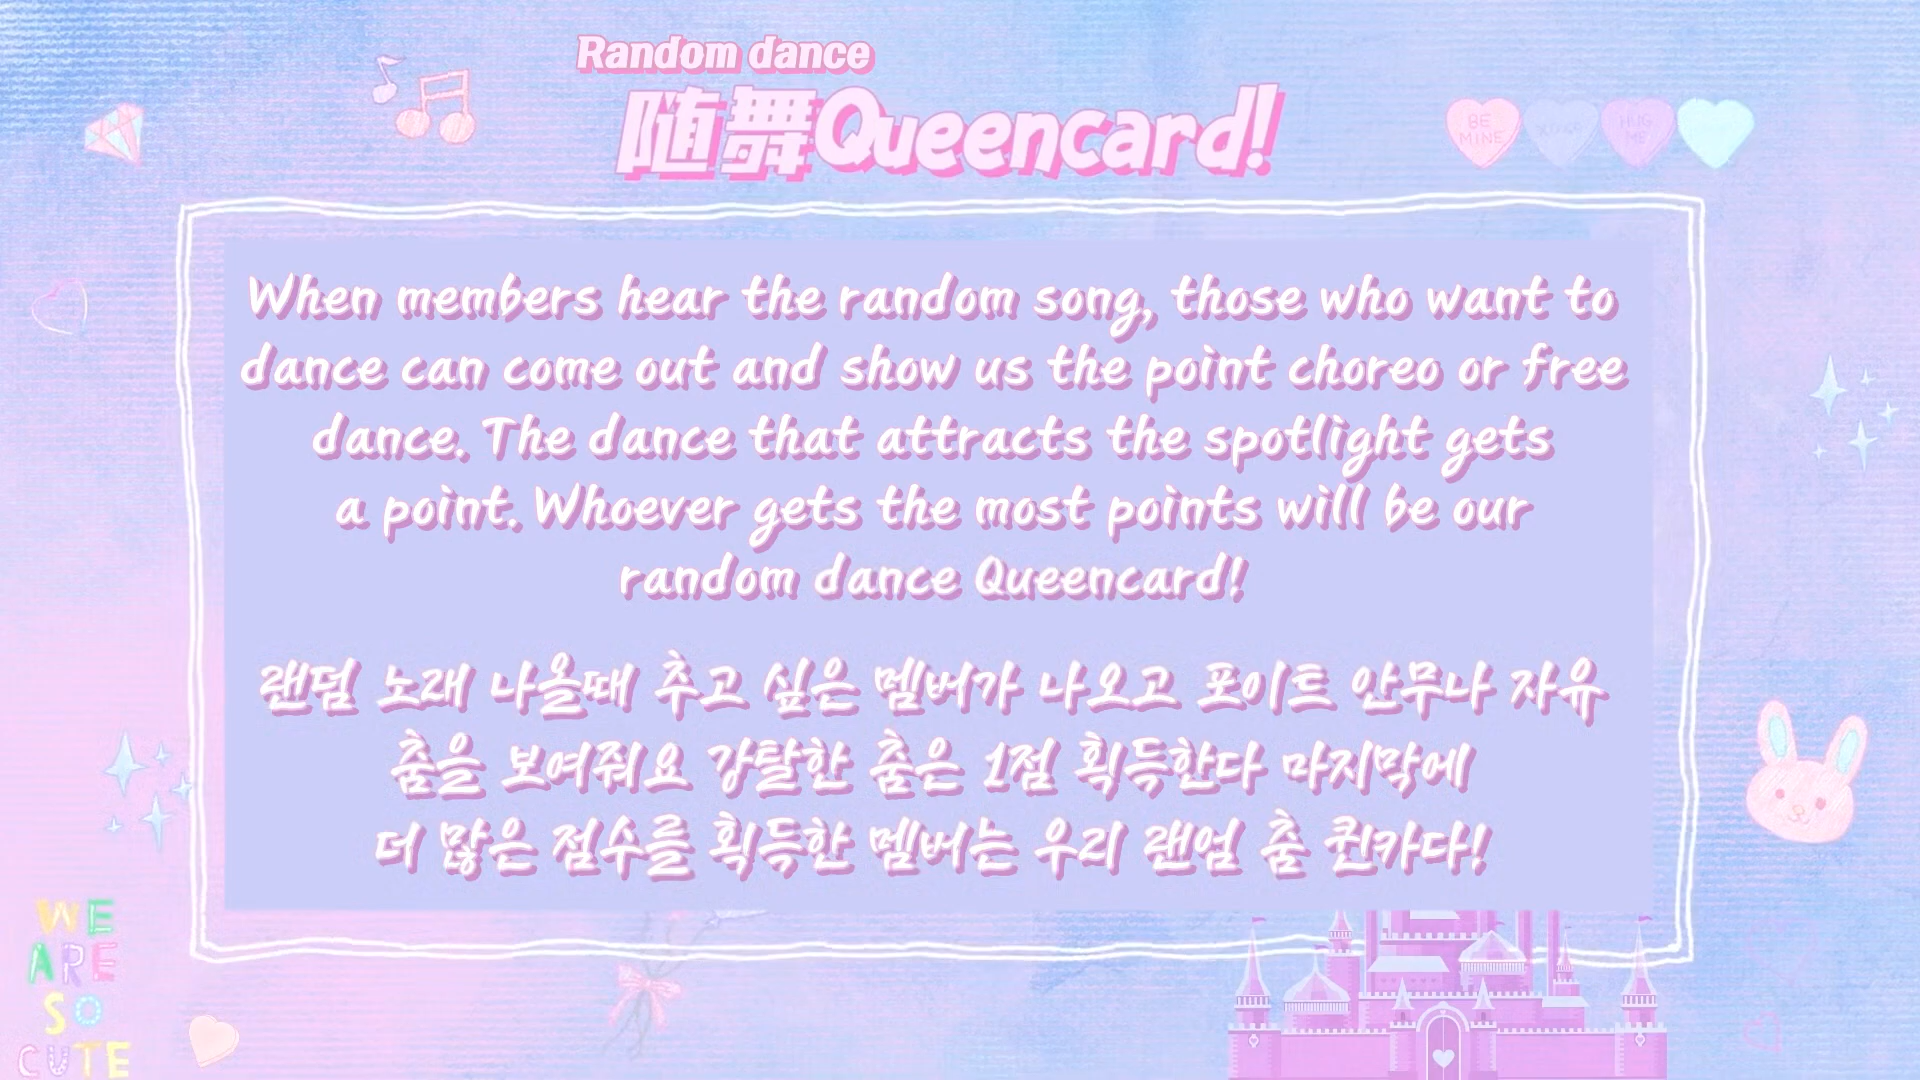 Random dance
随舞Queencard!
BE
MINE
HUG
ME
When members hear the random song, those who want to
dance can come out and show us the point choreo or free
dance. The dance that attracts the spotlight gets
a point. Whoever gets the most points will be our
random dance Queencard!
랜덤 노래 나올때 추고 싶은 멤버가 나오고 포이트 안무나 자유
춤을 보여줘요 강탈한 춤은 1점 획득한다 마지막에
더 많은 점수를 획득한 멤버는 우리 랜엄 춤 퀸카다!
WE
ARE
SO
CUTE